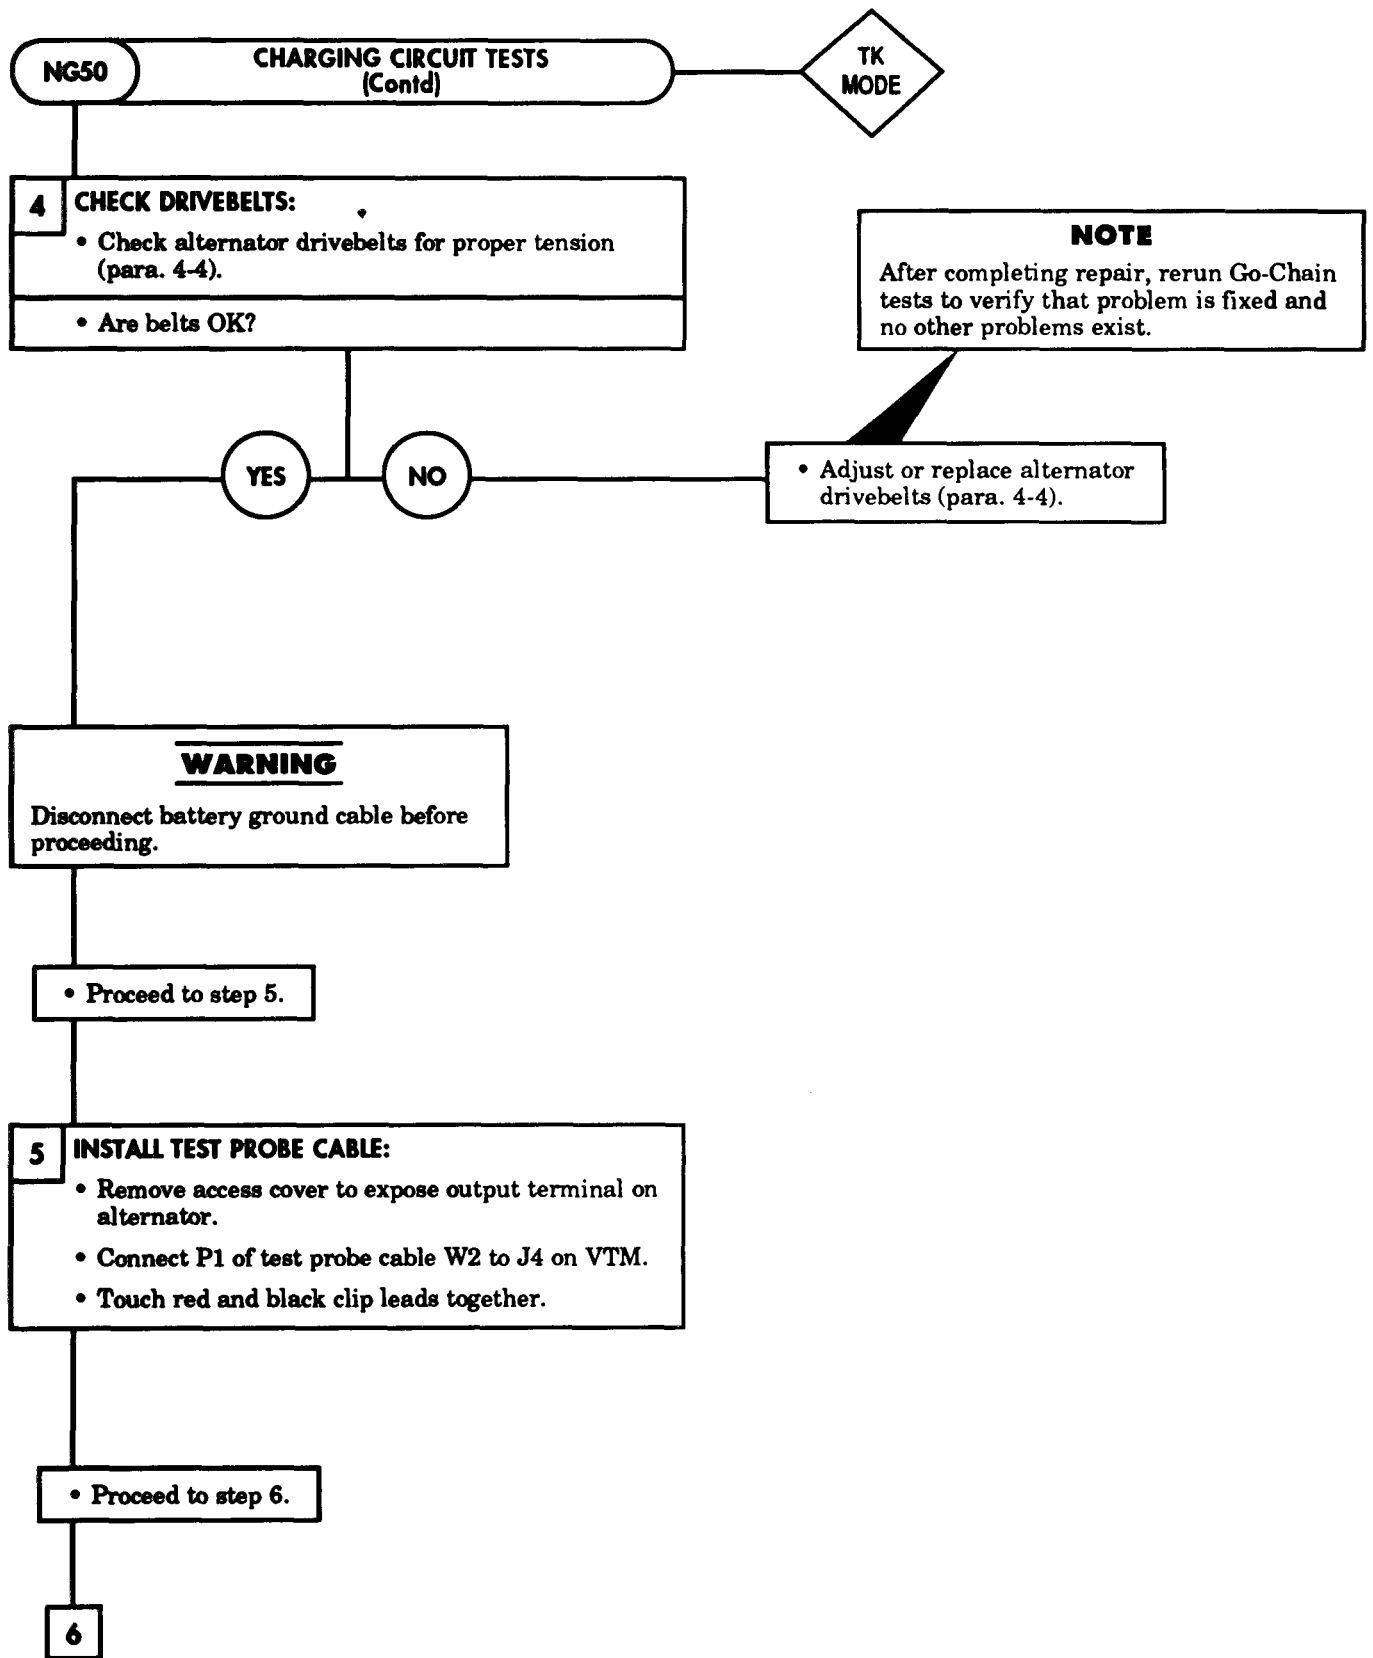 NG50
CHARGING CIRCUIT TESTS
(Contd)
TK
MODE
4
CHECK DRIVEBELTS:
• Check alternator drivebelts for proper tension
(para. 4-4).
• Are belts OK?
NOTE
After completing repair, rerun Go-Chain
tests to verify that problem is fixed and
no other problems exist.
YES
NO
• Adjust or replace alternator
drivebelts (para. 4-4).
WARNING
Disconnect battery ground cable before
proceeding.
• Proceed to step 5.
5
INSTALL TEST PROBE CABLE:
• Remove access cover to expose output terminal on
alternator.
• Connect P1 of test probe cable W2 to J4 on VTM.
• Touch red and black clip leads together.
• Proceed to step 6.
6